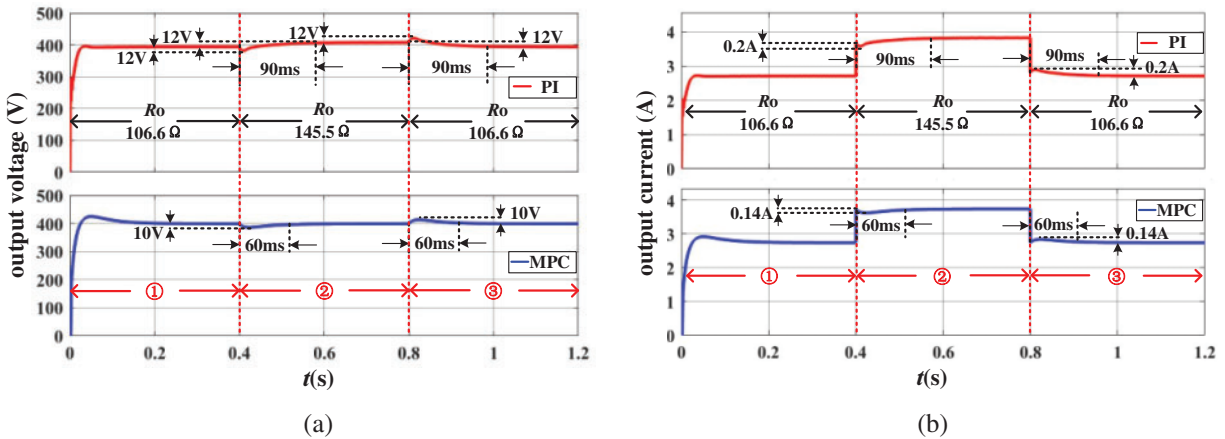 output voltage (V)
500
400
300
200
100
0
12V
12V
12V
12V
90ms
90ms
PI
Ro
106.6 Ω
Ro
145.5 Ω
Ro
106.6 Ω
500
400
300
200
100
0
10V
10V
60ms
60ms
MPC
①
②
③
0
0.2
0.4
0.6
0.8
1
1.2
t(s)
(a)
output current (A)
4
3
2
1
0
0.2A
0.2A
90ms
90ms
PI
Ro
106.6 Ω
Ro
145.5 Ω
Ro
106.6 Ω
4
3
2
1
0
0.14A
0.14A
60ms
60ms
MPC
①
②
③
0
0.2
0.4
0.6
0.8
1
1.2
t(s)
(b)